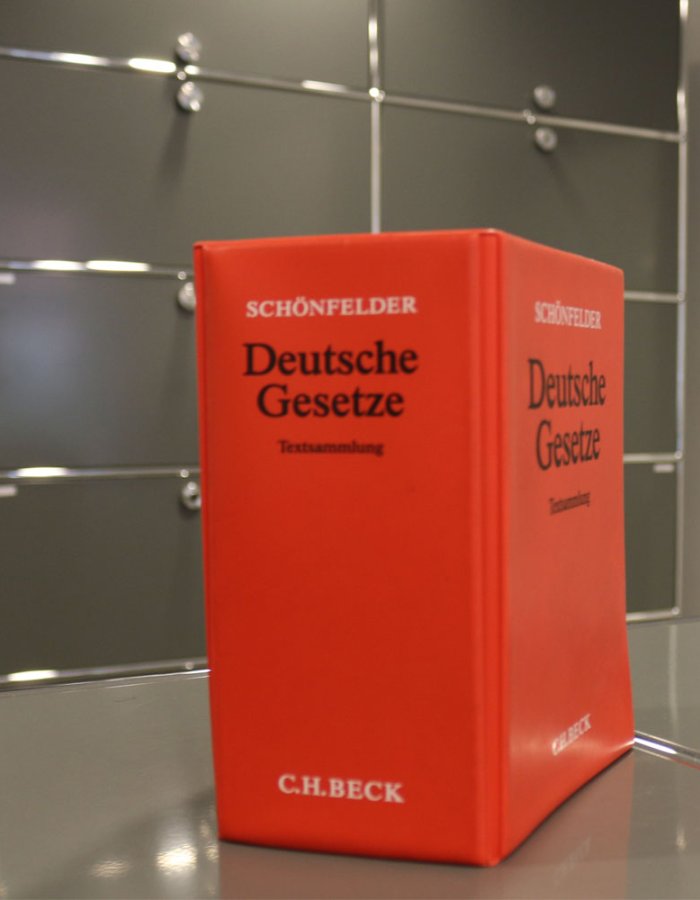 SCHÖNFELDER
Deutsche
Gesetze
Textsammlung
C.H.BECK
SCHÖNFELDER
Deutsche
Gesetze
Textsammlung
C.H.BECK